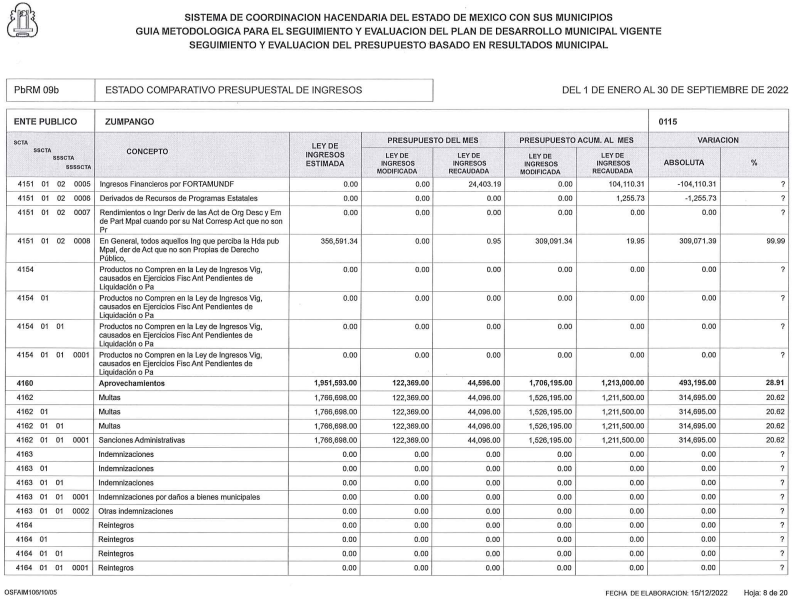 SISTEMA DE COORDINACION HACENDARIA DEL ESTADO DE MEXICO CON SUS MUNICIPIOS
GUIA METODOLOGICA PARA EL SEGUIMIENTO Y EVALUACION DEL PLAN DE DESARROLLO MUNICIPAL VIGENTE
SEGUIMIENTO Y EVALUACION DEL PRESUPUESTO BASADO EN RESULTADOS MUNICIPAL
PbRM 09b ESTADO COMPARATIVO PRESUPUESTAL DE INGRESOS DEL 1 DE ENERO AL 30 DE SEPTIEMBRE DE 2022
ENTE PUBLICO ZUMPANGO 0115
SCTA
SSCTA
SSSCTA
SSSSCTA
CONCEPTO
LEY DE
INGRESOS
ESTIMADA
PRESUPUESTO DEL MES PRESUPUESTO ACUM. AL MES VARIACION
LEY DE INGRESOS MODIFICADA
LEY DE INGRESOS RECAUDADA
LEY DE INGRESOS MODIFICADA
LEY DE INGRESOS RECAUDADA
ABSOLUTA %
4151 01 02 0005 Ingresos Financieros por FORTAMUNDF 0.00 0.00 24,403.19 0.00 104,110.31 -104,110.31 ?
4151 01 02 0006 Derivados de Recursos de Programas Estatales 0.00 0.00 0.00 0.00 1,255.73 -1,255.73 ?
4151 01 02 0007 Rendimientos o Ingr Deriv de las Act de Org Desc y Em 0.00 0.00 0.00 0.00 0.00 0.00 ?
de Part Mpal cuando por su Nat Corresp Act que no son
Pr
4151 01 02 0008 En General, todos aquellos Ing que perciba la Hda pub 356,591.34 0.00 0.95 309,091.34 19.95 309,071.39 99.99
Mpal, der de Act que no son Propias de Derecho
Público,
4154 Productos no Compren en la Ley de Ingresos Vig, 0.00 0.00 0.00 0.00 0.00 0.00 ?
causados en Ejercicios Fisc Ant Pendientes de
Liquidación o Pa
4154 01 Productos no Compren en la Ley de Ingresos Vig, 0.00 0.00 0.00 0.00 0.00 0.00 ?
causados en Ejercicios Fisc Ant Pendientes de
Liquidación o Pa
4154 01 01 Productos no Compren en la Ley de Ingresos Vig, 0.00 0.00 0.00 0.00 0.00 0.00 ?
causados en Ejercicios Fisc Ant Pendientes de
Liquidación o Pa
4154 01 01 0001 Productos no Compren en la Ley de Ingresos Vig, 0.00 0.00 0.00 0.00 0.00 0.00 ?
causados en Ejercicios Fisc Ant Pendientes de
Liquidación o Pa
4160 Aprovechamientos 1,951,593.00 122,369.00 44,596.00 1,706,195.00 1,213,000.00 493,195.00 28.91
4162 Multas 1,766,698.00 122,369.00 44,096.00 1,526,195.00 1,211,500.00 314,695.00 20.62
4162 01 Multas 1,766,698.00 122,369.00 44,096.00 1,526,195.00 1,211,500.00 314,695.00 20.62
4162 01 01 Multas 1,766,698.00 122,369.00 44,096.00 1,526,195.00 1,211,500.00 314,695.00 20.62
4162 01 01 0001 Sanciones Administrativas 1,766,698.00 122,369.00 44,096.00 1,526,195.00 1,211,500.00 314,695.00 20.62
4163 Indemnizaciones 0.00 0.00 0.00 0.00 0.00 0.00 ?
4163 01 Indemnizaciones 0.00 0.00 0.00 0.00 0.00 0.00 ?
4163 01 01 Indemnizaciones 0.00 0.00 0.00 0.00 0.00 0.00 ?
4163 01 01 0001 Indemnizaciones por daños a bienes municipales 0.00 0.00 0.00 0.00 0.00 0.00 ?
4163 01 01 0002 Otras indemnizaciones 0.00 0.00 0.00 0.00 0.00 0.00 ?
4164 Reintegros 0.00 0.00 0.00 0.00 0.00 0.00 ?
4164 01 Reintegros 0.00 0.00 0.00 0.00 0.00 0.00 ?
4164 01 01 Reintegros 0.00 0.00 0.00 0.00 0.00 0.00 ?
4164 01 01 0001 Reintegros 0.00 0.00 0.00 0.00 0.00 0.00 ?
OSFAIM106/10/05 FECHA DE ELABORACION: 15/12/2022 Hoja: 8 de 20